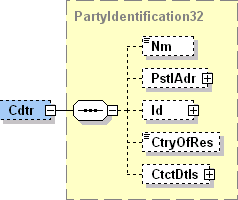 PartyIdentification32
Nm
PstlAdr
Cdtr
Id
CtryOfRes
CtctDtls